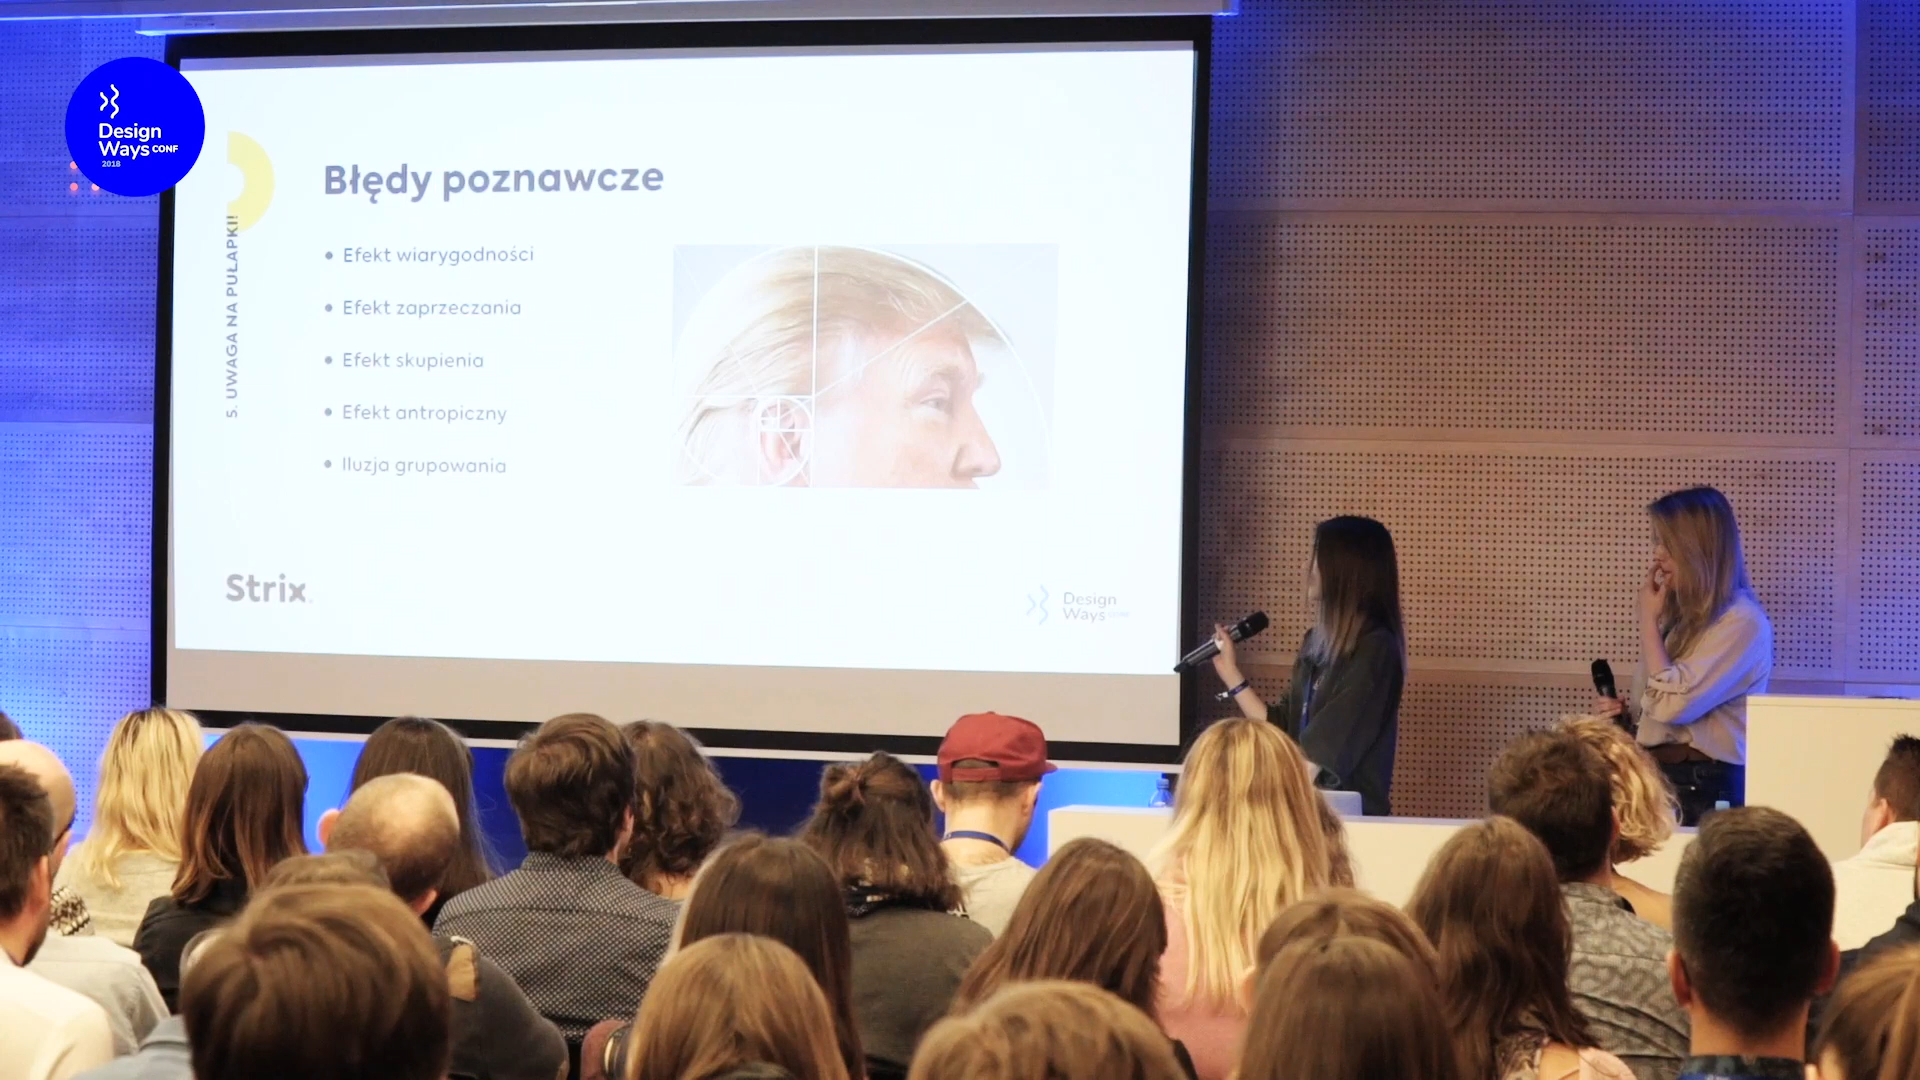 Design
Ways CONF
2018
5. UWAGA NA PUŁAPKI!
Błędy poznawcze
• Efekt wiarygodności
• Efekt zaprzeczania
• Efekt skupienia
• Efekt antropiczny
• Iluzja grupowania
Strix.
Design
Ways CONF